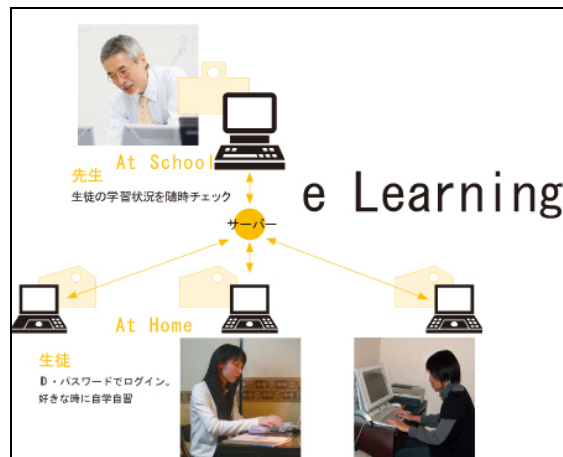 At School
先生
生徒の学習状況を随時チェック
e Learning
サーバー
At Home
生徒
ID・パスワードでログイン。
好きな時に自学自習